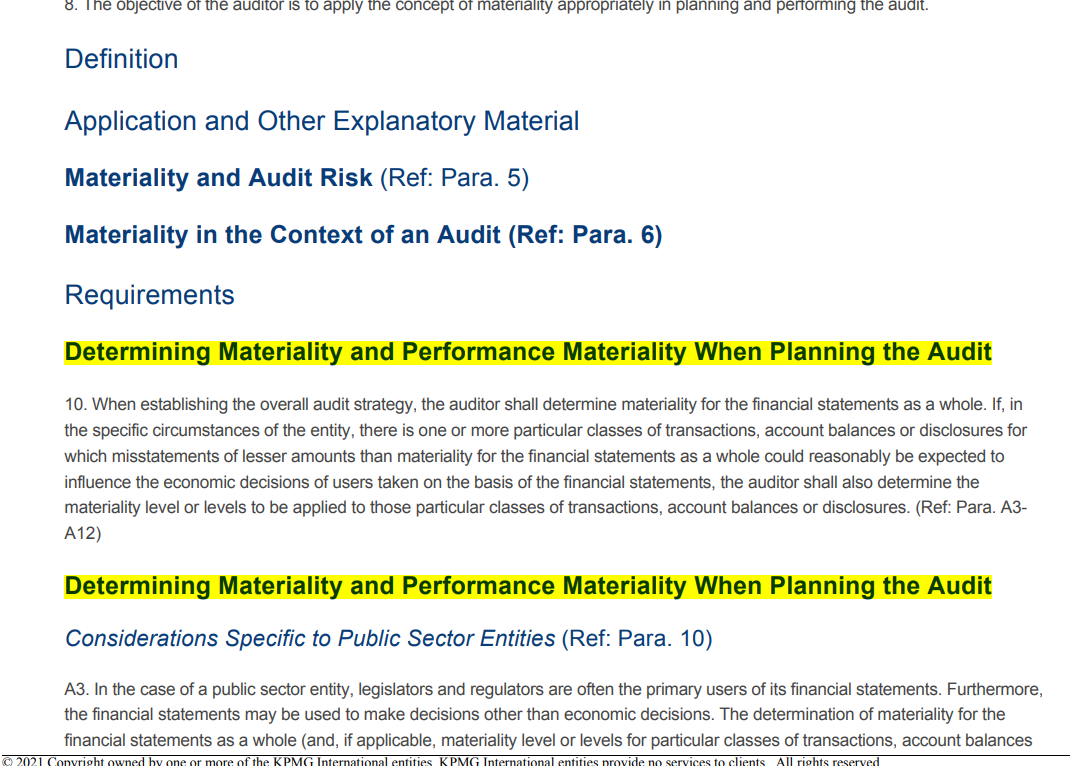 8. The objective of the auditor is to apply the concept of materiality appropriately in planning and performing the audit.
Definition
Application and Other Explanatory Material
Materiality and Audit Risk (Ref: Para. 5)
Materiality in the Context of an Audit (Ref: Para. 6)
Requirements
Determining Materiality and Performance Materiality When Planning the Audit
10. When establishing the overall audit strategy, the auditor shall determine materiality for the financial statements as a whole. If, in
the specific circumstances of the entity, there is one or more particular classes of transactions, account balances or disclosures for
which misstatements of lesser amounts than materiality for the financial statements as a whole could reasonably be expected to
influence the economic decisions of users taken on the basis of the financial statements, the auditor shall also determine the
materiality level or levels to be applied to those particular classes of transactions, account balances or disclosures. (Ref: Para. A3-
A12)
Determining Materiality and Performance Materiality When Planning the Audit
Considerations Specific to Public Sector Entities (Ref: Para. 10)
A3. In the case of a public sector entity, legislators and regulators are often the primary users of its financial statements. Furthermore,
the financial statements may be used to make decisions other than economic decisions. The determination of materiality for the
financial statements as a whole (and, if applicable, materiality level or levels for particular classes of transactions, account balances
© 2021 Copyright owned by one or more of the KPMG International entities. KPMG International entities provide no services to clients. All rights reserved